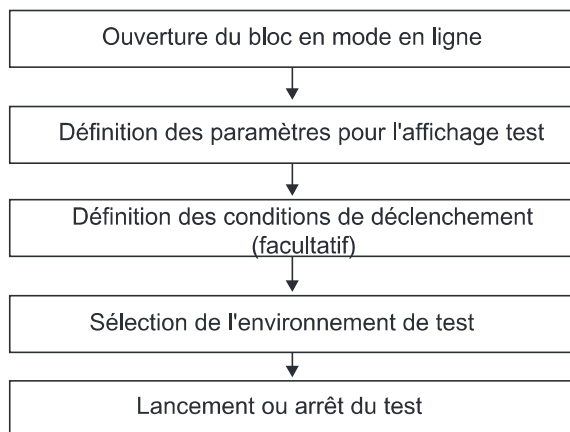 Ouverture du bloc en mode en ligne
Définition des paramètres pour l'affichage test
Définition des conditions de déclenchement
(facultatif)
Sélection de l'environnement de test
Lancement ou arrêt du test